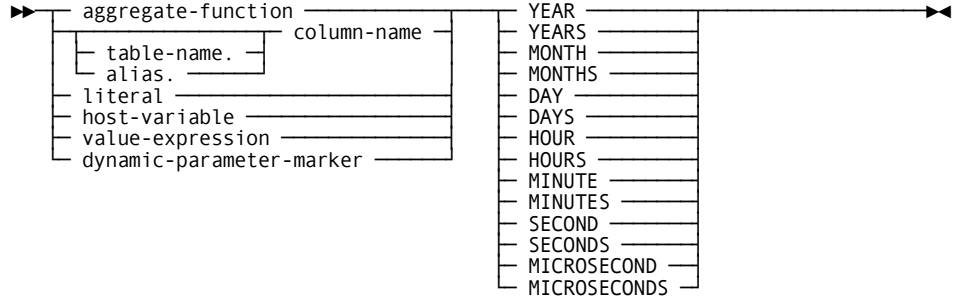 aggregate-function YEAR
column-name YEARS
table-name. MONTH
alias. MONTHS
literal DAY
host-variable DAYS
value-expression HOUR
dynamic-parameter-marker HOURS
MINUTE
MINUTES
SECOND
SECONDS
MICROSECOND
MICROSECONDS